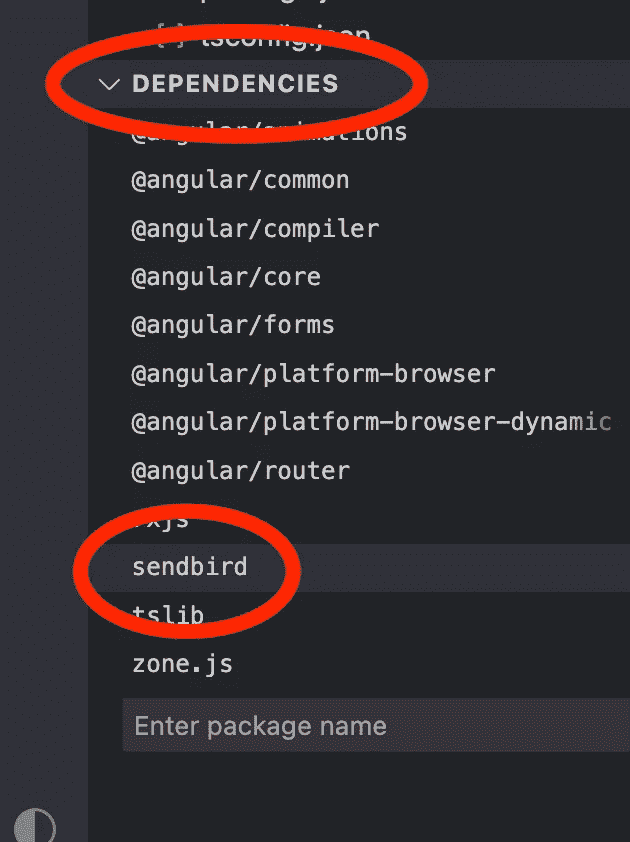 tsconfig.json
DEPENDENCIES
@angular/animations
@angular/common
@angular/compiler
@angular/core
@angular/forms
@angular/platform-browser
@angular/platform-browser-dynamic
@angular/router
rxjs
sendbird
tslib
zone.js
Enter package name